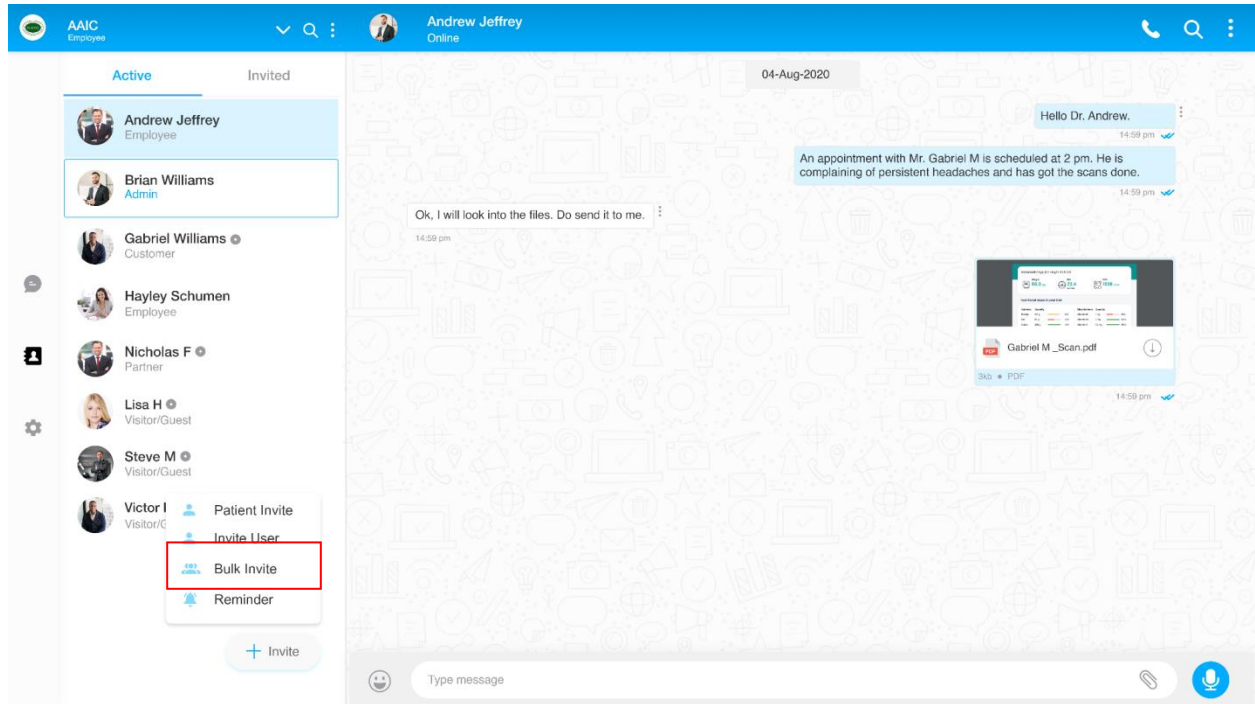 AAIC
Employee
Andrew Jeffrey
Online
Active
Invited
Andrew Jeffrey
Employee
Brian Williams
Admin
Gabriel Williams
Customer
Hayley Schumen
Employee
Nicholas F
Partner
Lisa H
Visitor/Guest
Steve M
Visitor/Guest
Victor
Visitor/G
Patient Invite
Invite User
Bulk Invite
Reminder
+ Invite
04-Aug-2020
Hello Dr. Andrew.
14:59 pm
An appointment with Mr. Gabriel M is scheduled at 2 pm. He is
complaining of persistent headaches and has got the scans done.
14:59 pm
Ok, I will look into the files. Do send it to me.
14:59 pm
PDF
Gabriel M _Scan.pdf
3kb • PDF
14:59 pm
Type message